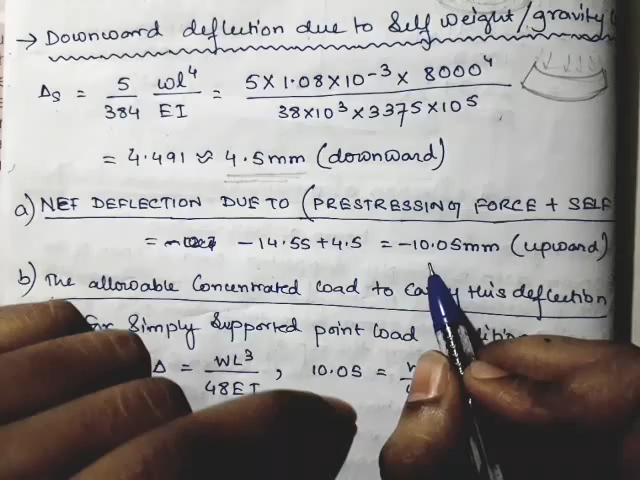 → Downward deflection due to Self weight/gravity
Δs = 5/384 wl⁴/EI = 5×1.08×10⁻³× 8000⁴ / 38×10³×3375×10⁵
= 4.491 ≈ 4.5mm (downward)
a) NET DEFLECTION DUE TO (PRESTRESSING FORCE + SELF
= -14.55+4.5 = -10.05mm (upward)
b) The allowable Concentrated Load to carry this deflection
For Simply Supported point Load
Δ = WL³/48EI , 10.05 =